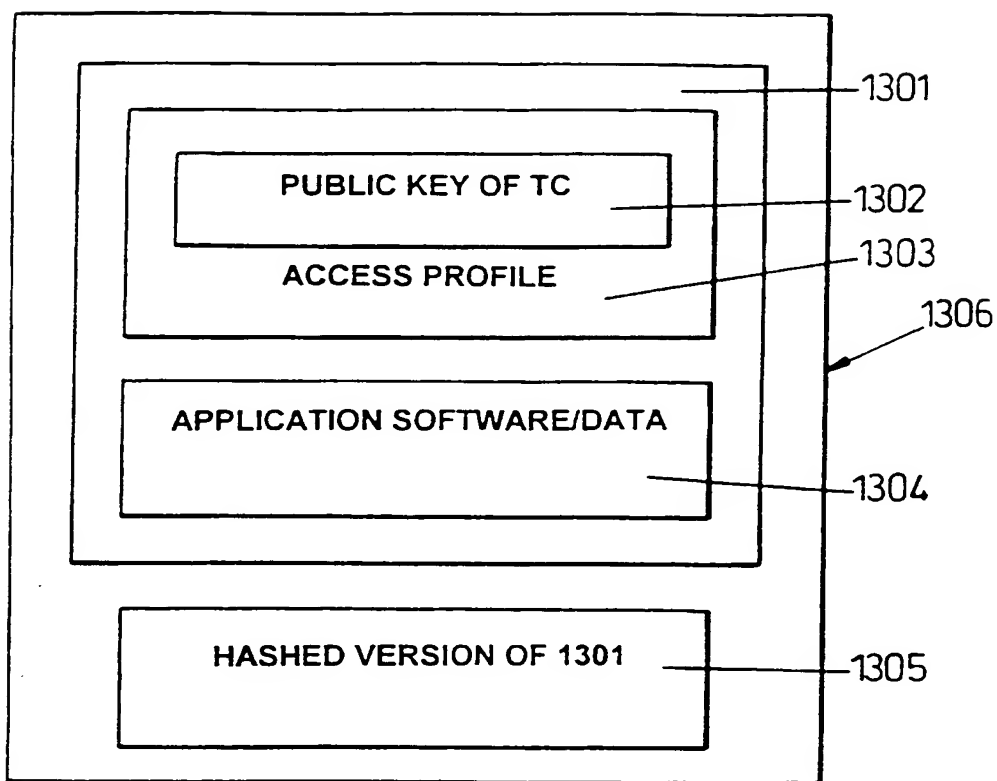 1301
PUBLIC KEY OF TC
1302
1303
ACCESS PROFILE
1306
APPLICATION SOFTWARE/DATA
1304
HASHED VERSION OF 1301
1305